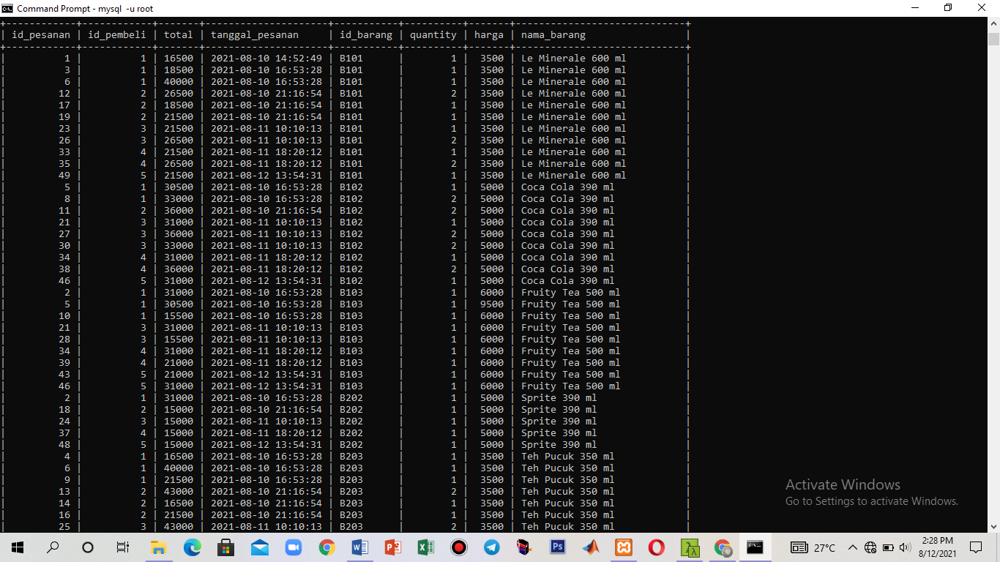 Command Prompt - mysql  -u root
+------------+------------+-------+---------------------+-----------+----------+-------+-----------------------------+
| id_pesanan | id_pembeli | total | tanggal_pesanan     | id_barang | quantity | harga | nama_barang                 |
+------------+------------+-------+---------------------+-----------+----------+-------+-----------------------------+
|          1 |          1 | 16500 | 2021-08-10 14:52:49 | B101      |        1 |  3500 | Le Minerale 600 ml          |
|          3 |          1 | 18500 | 2021-08-10 16:53:28 | B101      |        1 |  3500 | Le Minerale 600 ml          |
|          6 |          1 | 40000 | 2021-08-10 16:53:28 | B101      |        1 |  3500 | Le Minerale 600 ml          |
|         12 |          2 | 26500 | 2021-08-10 21:16:54 | B101      |        2 |  3500 | Le Minerale 600 ml          |
|         17 |          2 | 18500 | 2021-08-10 21:16:54 | B101      |        1 |  3500 | Le Minerale 600 ml          |
|         19 |          2 | 21500 | 2021-08-10 21:16:54 | B101      |        1 |  3500 | Le Minerale 600 ml          |
|         23 |          3 | 21500 | 2021-08-11 10:10:13 | B101      |        1 |  3500 | Le Minerale 600 ml          |
|         26 |          3 | 26500 | 2021-08-11 10:10:13 | B101      |        2 |  3500 | Le Minerale 600 ml          |
|         33 |          4 | 21500 | 2021-08-11 18:20:12 | B101      |        1 |  3500 | Le Minerale 600 ml          |
|         35 |          4 | 26500 | 2021-08-11 18:20:12 | B101      |        2 |  3500 | Le Minerale 600 ml          |
|         49 |          5 | 21500 | 2021-08-12 13:54:31 | B101      |        1 |  3500 | Le Minerale 600 ml          |
|          5 |          1 | 30500 | 2021-08-10 16:53:28 | B102      |        1 |  5000 | Coca Cola 390 ml            |
|          8 |          1 | 33000 | 2021-08-10 16:53:28 | B102      |        2 |  5000 | Coca Cola 390 ml            |
|         11 |          2 | 36000 | 2021-08-10 21:16:54 | B102      |        2 |  5000 | Coca Cola 390 ml            |
|         21 |          3 | 31000 | 2021-08-11 10:10:13 | B102      |        1 |  5000 | Coca Cola 390 ml            |
|         27 |          3 | 36000 | 2021-08-11 10:10:13 | B102      |        2 |  5000 | Coca Cola 390 ml            |
|         30 |          3 | 33000 | 2021-08-11 10:10:13 | B102      |        2 |  5000 | Coca Cola 390 ml            |
|         34 |          4 | 31000 | 2021-08-11 18:20:12 | B102      |        1 |  5000 | Coca Cola 390 ml            |
|         38 |          4 | 36000 | 2021-08-11 18:20:12 | B102      |        2 |  5000 | Coca Cola 390 ml            |
|         46 |          5 | 31000 | 2021-08-12 13:54:31 | B102      |        1 |  5000 | Coca Cola 390 ml            |
|          2 |          1 | 31000 | 2021-08-10 16:53:28 | B103      |        1 |  6000 | Fruity Tea 500 ml           |
|          5 |          1 | 30500 | 2021-08-10 16:53:28 | B103      |        1 |  9500 | Fruity Tea 500 ml           |
|         10 |          1 | 15500 | 2021-08-10 16:53:28 | B103      |        1 |  6000 | Fruity Tea 500 ml           |
|         21 |          3 | 31000 | 2021-08-11 10:10:13 | B103      |        1 |  6000 | Fruity Tea 500 ml           |
|         28 |          3 | 15500 | 2021-08-11 10:10:13 | B103      |        1 |  6000 | Fruity Tea 500 ml           |
|         34 |          4 | 31000 | 2021-08-11 18:20:12 | B103      |        1 |  6000 | Fruity Tea 500 ml           |
|         39 |          4 | 21000 | 2021-08-11 18:20:12 | B103      |        1 |  6000 | Fruity Tea 500 ml           |
|         43 |          5 | 21000 | 2021-08-12 13:54:31 | B103      |        1 |  6000 | Fruity Tea 500 ml           |
|         46 |          5 | 31000 | 2021-08-12 13:54:31 | B103      |        1 |  6000 | Fruity Tea 500 ml           |
|          2 |          1 | 31000 | 2021-08-10 16:53:28 | B202      |        1 |  5000 | Sprite 390 ml               |
|         18 |          2 | 15000 | 2021-08-10 21:16:54 | B202      |        1 |  5000 | Sprite 390 ml               |
|         24 |          3 | 15000 | 2021-08-11 10:10:13 | B202      |        1 |  5000 | Sprite 390 ml               |
|         37 |          4 | 15000 | 2021-08-11 18:20:12 | B202      |        1 |  5000 | Sprite 390 ml               |
|         48 |          5 | 15000 | 2021-08-12 13:54:31 | B202      |        1 |  5000 | Sprite 390 ml               |
|          4 |          1 | 16500 | 2021-08-10 16:53:28 | B203      |        1 |  3500 | Teh Pucuk 350 ml            |
|          6 |          1 | 40000 | 2021-08-10 16:53:28 | B203      |        1 |  3500 | Teh Pucuk 350 ml            |
|          9 |          1 | 21500 | 2021-08-10 16:53:28 | B203      |        1 |  3500 | Teh Pucuk 350 ml            |
|         13 |          2 | 43000 | 2021-08-10 21:16:54 | B203      |        2 |  3500 | Teh Pucuk 350 ml            |
|         14 |          2 | 16500 | 2021-08-10 21:16:54 | B203      |        1 |  3500 | Teh Pucuk 350 ml            |
|         16 |          2 | 21500 | 2021-08-10 21:16:54 | B203      |        1 |  3500 | Teh Pucuk 350 ml            |
|         25 |          3 | 43000 | 2021-08-11 10:10:13 | B203      |        2 |  3500 | Teh Pucuk 350 ml            |
Activate Windows
Go to Settings to activate Windows.
27°C
2:28 PM
8/12/2021